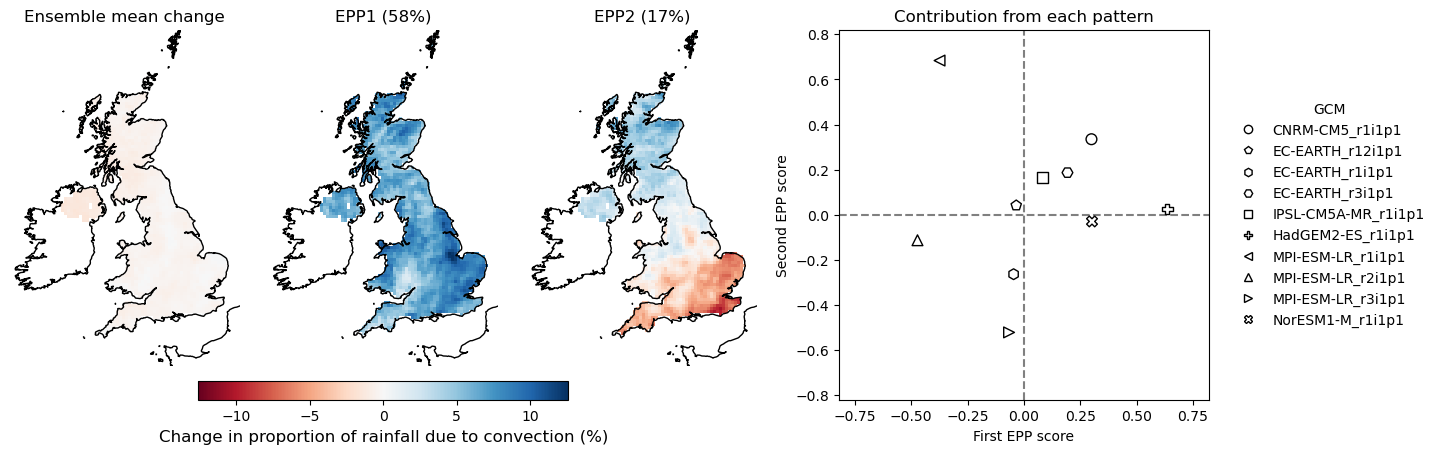 Ensemble mean change
EPP1 (58%)
EPP2 (17%)
−10
−5
0
5
10
Change in proportion of rainfall due to convection (%)
Contribution from each pattern
0.8
0.6
0.4
0.2
0.0
−0.2
−0.4
−0.6
−0.8
Second EPP score
−0.75
−0.50
−0.25
0.00
0.25
0.50
0.75
First EPP score
GCM
CNRM-CM5_r1i1p1
EC-EARTH_r12i1p1
EC-EARTH_r1i1p1
EC-EARTH_r3i1p1
IPSL-CM5A-MR_r1i1p1
HadGEM2-ES_r1i1p1
MPI-ESM-LR_r1i1p1
MPI-ESM-LR_r2i1p1
MPI-ESM-LR_r3i1p1
NorESM1-M_r1i1p1